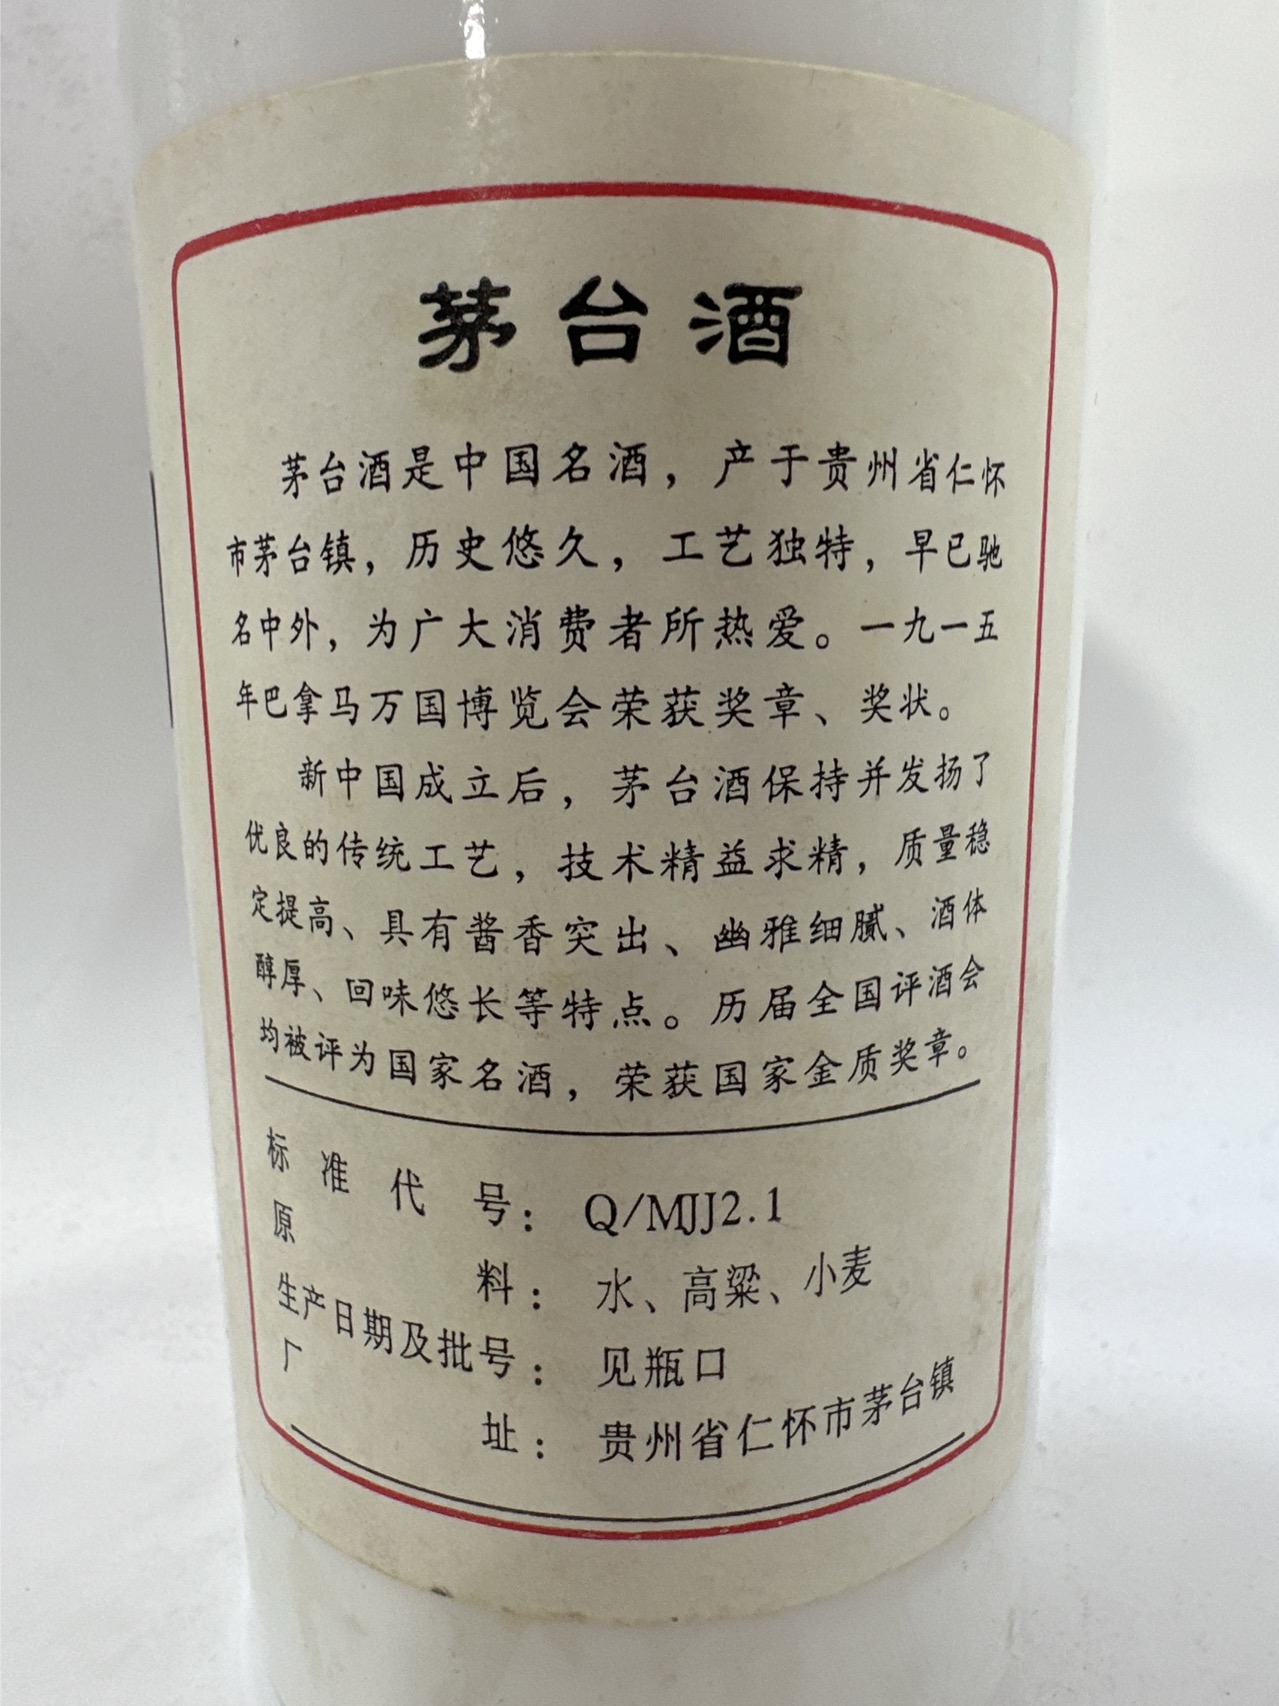 茅台酒
茅台酒是中国名酒，产于贵州省仁怀
市茅台镇，历史悠久，工艺独特，早已驰
名中外，为广大消费者所热爱。一九一五
年巴拿马万国博览会荣获奖章、奖状。
新中国成立后，茅台酒保持并发扬了
优良的传统工艺，技术精益求精，质量稳
定提高、具有酱香突出、幽雅细腻、酒体
醇厚、回味悠长等特点。历届全国评酒会
均被评为国家名酒，荣获国家金质奖章。
标准代号：Q/MJJ2.1
原料：水、高粱、小麦
生产日期及批号：见瓶口
厂址：贵州省仁怀市茅台镇